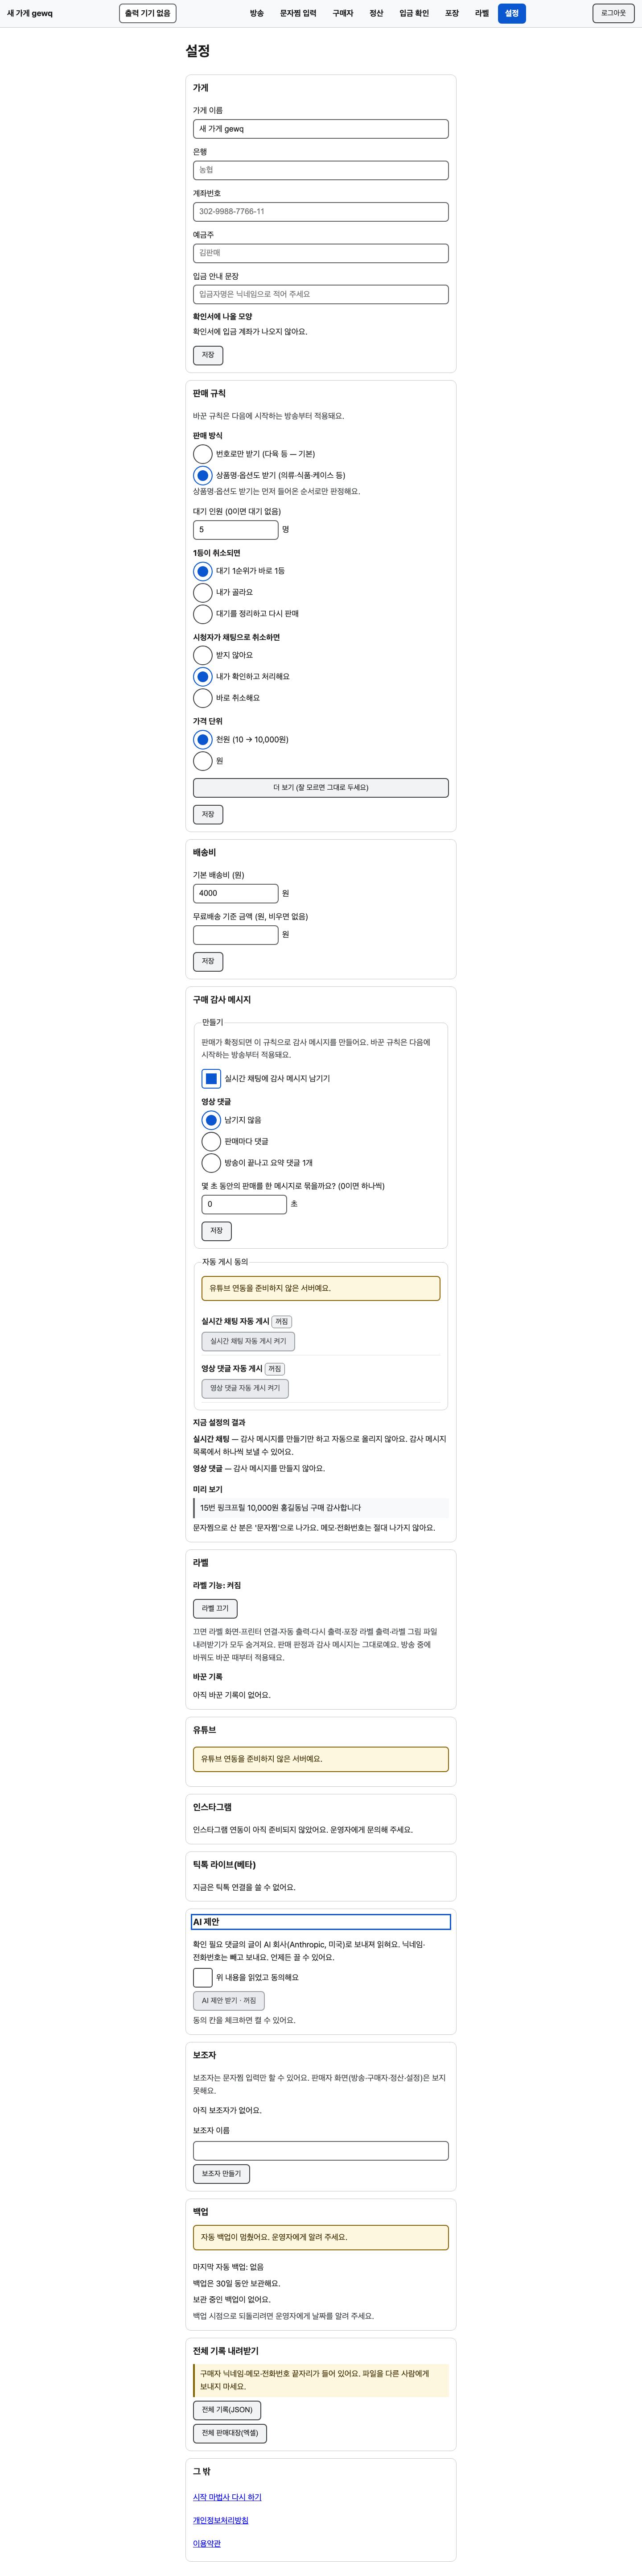 새 가게 gewq
출력 기기 없음
방송
문자찜 입력
구매자
정산
입금 확인
포장
라벨
설정
로그아웃
설정
가게
가게 이름
새 가게 gewq
은행
농협
계좌번호
302-9988-7766-11
예금주
김판매
입금 안내 문장
입금자명은 닉네임으로 적어 주세요
확인서에 나올 모양
확인서에 입금 계좌가 나오지 않아요.
저장
판매 규칙
바꾼 규칙은 다음에 시작하는 방송부터 적용돼요.
판매 방식
번호로만 받기 (다육 등 — 기본)
상품명·옵션도 받기 (의류·식품·케이스 등)
상품명·옵션도 받기는 먼저 들어온 순서로만 판정해요.
대기 인원 (0이면 대기 없음)
5 명
1등이 취소되면
대기 1순위가 바로 1등
내가 골라요
대기를 정리하고 다시 판매
시청자가 채팅으로 취소하면
받지 않아요
내가 확인하고 처리해요
바로 취소해요
가격 단위
천원 (10 → 10,000원)
원
더 보기 (잘 모르면 그대로 두세요)
저장
배송비
기본 배송비 (원)
4000 원
무료배송 기준 금액 (원, 비우면 없음)
원
저장
구매 감사 메시지
만들기
판매가 확정되면 이 규칙으로 감사 메시지를 만들어요. 바꾼 규칙은 다음에
시작하는 방송부터 적용돼요.
실시간 채팅에 감사 메시지 남기기
영상 댓글
남기지 않음
판매마다 댓글
방송이 끝나고 요약 댓글 1개
몇 초 동안의 판매를 한 메시지로 묶을까요? (0이면 하나씩)
0 초
저장
자동 게시 동의
유튜브 연동을 준비하지 않은 서버예요.
실시간 채팅 자동 게시 꺼짐
실시간 채팅 자동 게시 켜기
영상 댓글 자동 게시 꺼짐
영상 댓글 자동 게시 켜기
지금 설정의 결과
실시간 채팅 — 감사 메시지를 만들기만 하고 자동으로 올리지 않아요. 감사 메시지
목록에서 하나씩 보낼 수 있어요.
영상 댓글 — 감사 메시지를 만들지 않아요.
미리 보기
15번 핑크프릴 10,000원 홍길동님 구매 감사합니다
문자찜으로 산 분은 '문자찜'으로 나가요. 메모·전화번호는 절대 나가지 않아요.
라벨
라벨 기능: 켜짐
라벨 끄기
끄면 라벨 화면·프린터 연결·자동 출력·다시 출력·포장 라벨 출력·라벨 그림 파일
내려받기가 모두 숨겨져요. 판매 판정과 감사 메시지는 그대로예요. 방송 중에
바꿔도 바꾼 때부터 적용돼요.
바꾼 기록
아직 바꾼 기록이 없어요.
유튜브
유튜브 연동을 준비하지 않은 서버예요.
인스타그램
인스타그램 연동이 아직 준비되지 않았어요. 운영자에게 문의해 주세요.
틱톡 라이브(베타)
지금은 틱톡 연결을 쓸 수 없어요.
AI 제안
확인 필요 댓글의 글이 AI 회사(Anthropic, 미국)로 보내져 읽혀요. 닉네임·
전화번호는 빼고 보내요. 언제든 끌 수 있어요.
위 내용을 읽었고 동의해요
AI 제안 받기 · 꺼짐
동의 칸을 체크하면 켤 수 있어요.
보조자
보조자는 문자찜 입력만 할 수 있어요. 판매자 화면(방송·구매자·정산·설정)은 보지
못해요.
아직 보조자가 없어요.
보조자 이름
보조자 만들기
백업
자동 백업이 멈췄어요. 운영자에게 알려 주세요.
마지막 자동 백업: 없음
백업은 30일 동안 보관해요.
보관 중인 백업이 없어요.
백업 시점으로 되돌리려면 운영자에게 날짜를 알려 주세요.
전체 기록 내려받기
구매자 닉네임·메모·전화번호 끝자리가 들어 있어요. 파일을 다른 사람에게
보내지 마세요.
전체 기록(JSON)
전체 판매대장(엑셀)
그 밖
시작 마법사 다시 하기
개인정보처리방침
이용약관